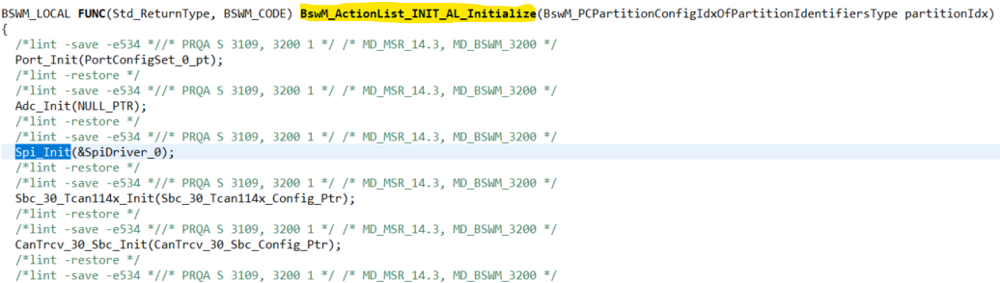 BSWM_LOCAL FUNC(Std_ReturnType, BSWM_CODE) BswM_ActionList_INIT_AL_Initialize(BswM_PCPartitionConfigIdxOfPartitionIdentifiersType partitionIdx)
{
  /*lint -save -e534 *//* PRQA S 3109, 3200 1 */ /* MD_MSR_14.3, MD_BSWM_3200 */
  Port_Init(PortConfigSet_0_pt);
  /*lint -restore */
  /*lint -save -e534 *//* PRQA S 3109, 3200 1 */ /* MD_MSR_14.3, MD_BSWM_3200 */
  Adc_Init(NULL_PTR);
  /*lint -restore */
  /*lint -save -e534 *//* PRQA S 3109, 3200 1 */ /* MD_MSR_14.3, MD_BSWM_3200 */
  Spi_Init(&SpiDriver_0);
  /*lint -restore */
  /*lint -save -e534 *//* PRQA S 3109, 3200 1 */ /* MD_MSR_14.3, MD_BSWM_3200 */
  Sbc_30_Tcan114x_Init(Sbc_30_Tcan114x_Config_Ptr);
  /*lint -restore */
  /*lint -save -e534 *//* PRQA S 3109, 3200 1 */ /* MD_MSR_14.3, MD_BSWM_3200 */
  CanTrcv_30_Sbc_Init(CanTrcv_30_Sbc_Config_Ptr);
  /*lint -restore */
  /*lint -save -e534 *//* PRQA S 3109, 3200 1 */ /* MD_MSR_14.3, MD_BSWM_3200 */